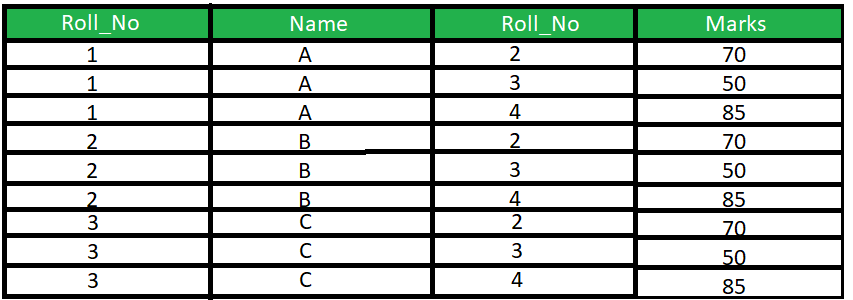 Roll_No Name Roll_No Marks
1 A 2 70
1 A 3 50
1 A 4 85
2 B 2 70
2 B 3 50
2 B 4 85
3 C 2 70
3 C 3 50
3 C 4 85